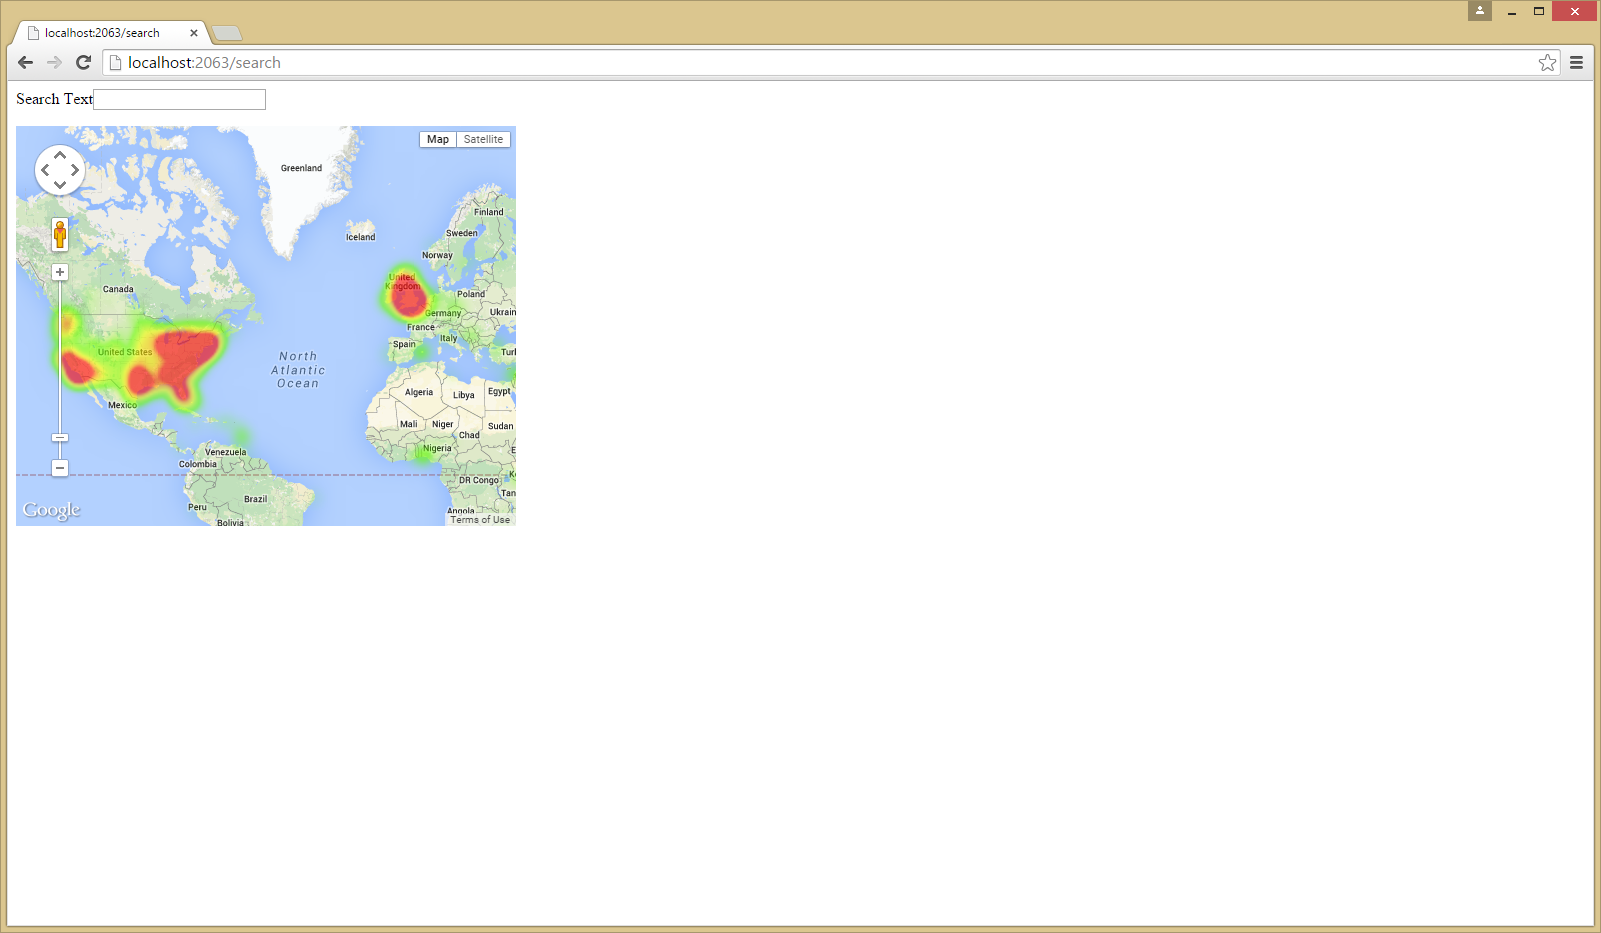 localhost:2063/search
localhost:2063/search
Search Text
Map Satellite
Greenland
Finland
Iceland
Sweden
Norway
United
Kingdom
Canada
Poland
Germany
Ukrain
France
Italy
Spain
Tur
United States
North
Atlantic
Ocean
Algeria
Libya
Egypt
Mexico
Mali
Niger
Sudan
Chad
Nigeria
E
Venezuela
Colombia
K
DR Congo
Tan
Brazil
Peru
Angola
Bolivia
Google
Terms of Use